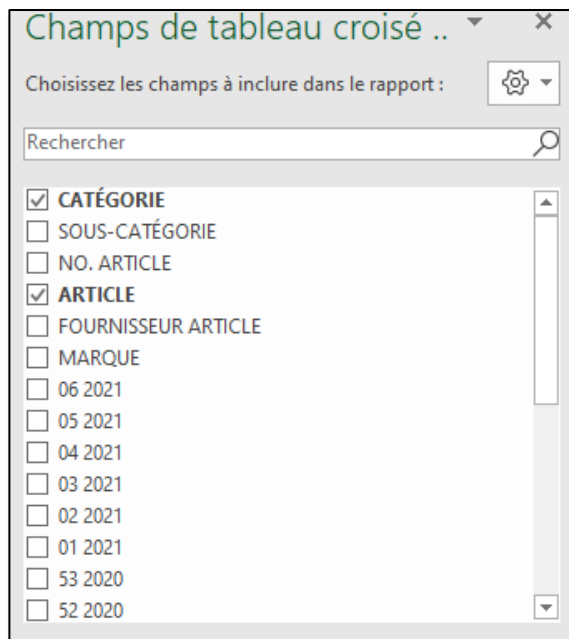 Champs de tableau croisé ..
Choisissez les champs à inclure dans le rapport :
Rechercher
CATÉGORIE
SOUS-CATÉGORIE
NO. ARTICLE
ARTICLE
FOURNISSEUR ARTICLE
MARQUE
06 2021
05 2021
04 2021
03 2021
02 2021
01 2021
53 2020
52 2020